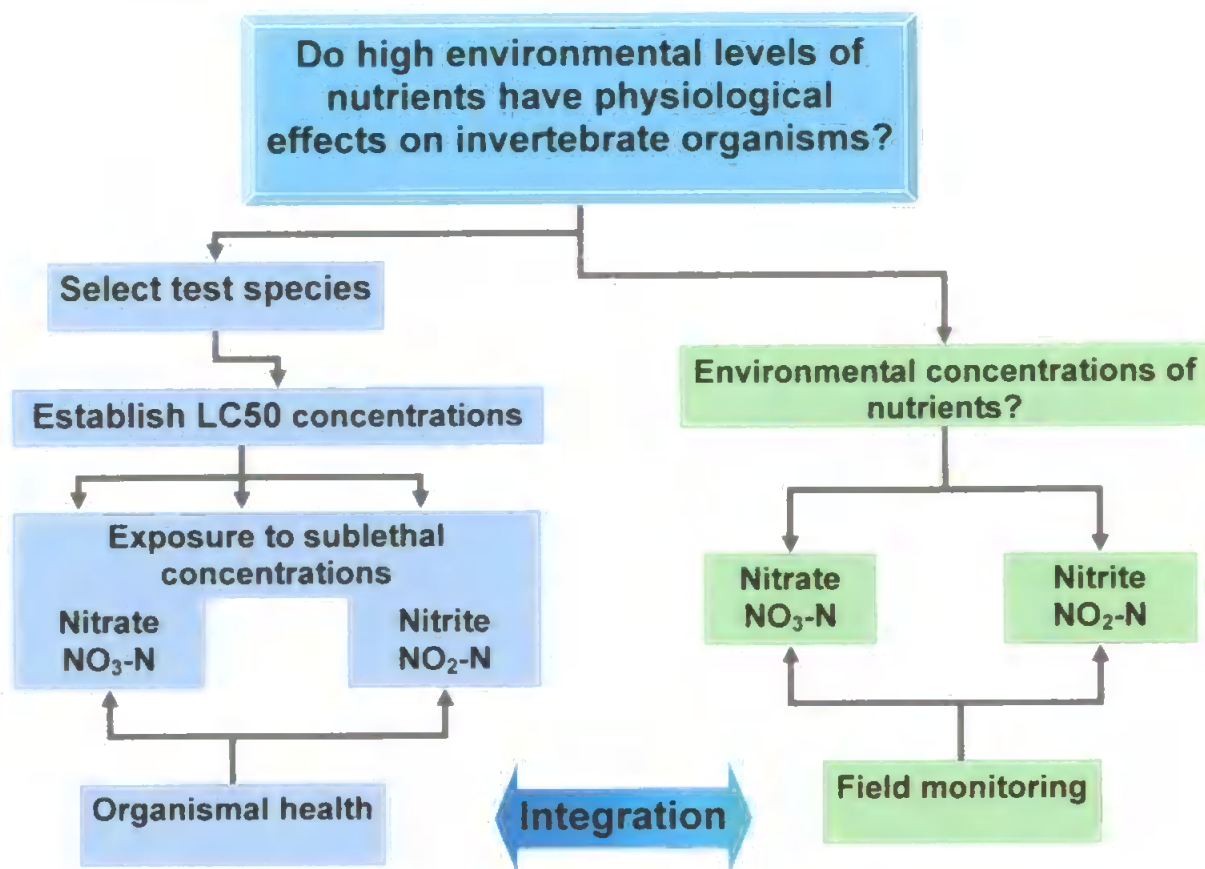 Do high environmental levels of
nutrients have physiological
effects on invertebrate organisms?
Select test species
Establish LC50 concentrations
Exposure to sublethal
concentrations
Nitrate
NO₃-N
Nitrite
NO₂-N
Organismal health
Environmental concentrations of
nutrients?
Nitrate
NO₃-N
Nitrite
NO₂-N
Field monitoring
Integration